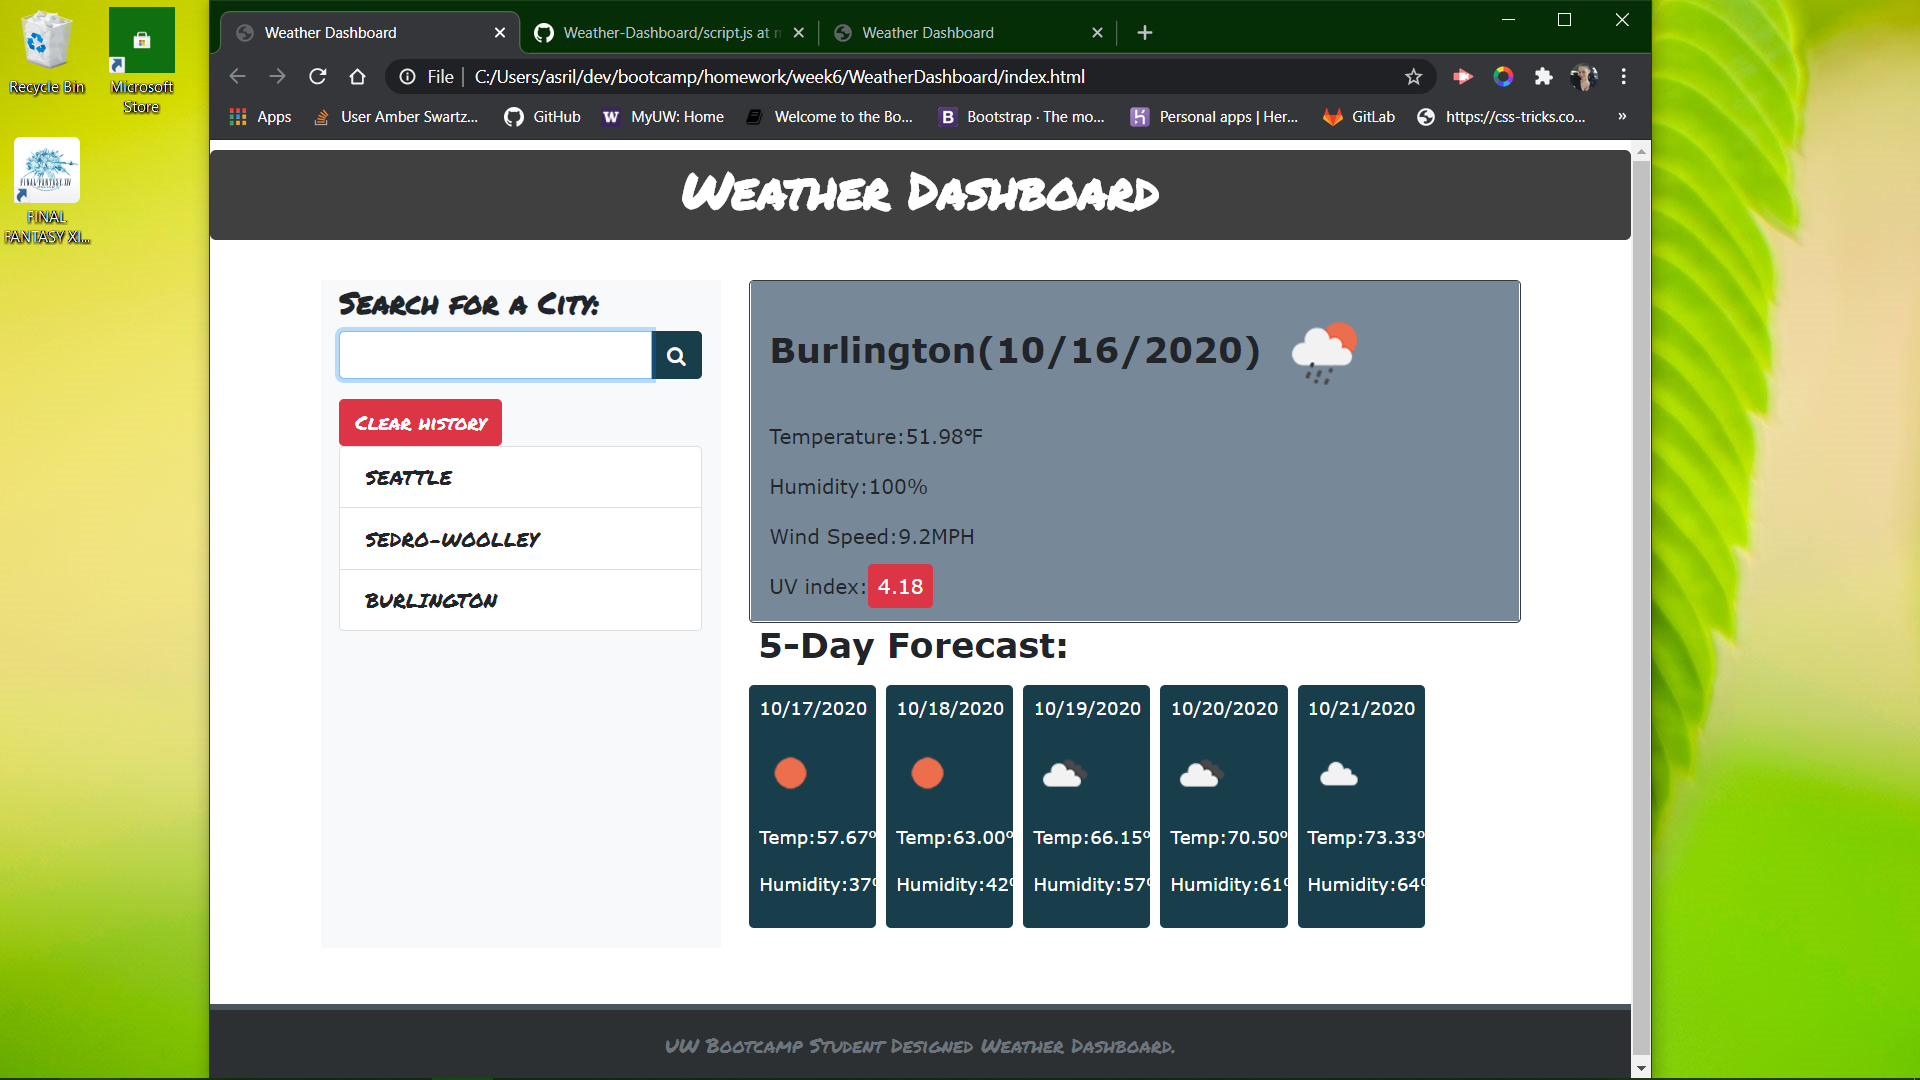 Recycle Bin
Microsoft
Store
FINAL
FANTASY XI...
Weather Dashboard
Weather-Dashboard/script.js at m
Weather Dashboard
File
C:/Users/asril/dev/bootcamp/homework/week6/WeatherDashboard/index.html
Apps
User Amber Swartz...
GitHub
MyUW: Home
Welcome to the Bo...
Bootstrap · The mo...
Personal apps | Her...
GitLab
https://css-tricks.co...
»
Weather Dashboard
Search for a City:
Clear history
SEATTLE
SEDRO-WOOLLEY
BURLINGTON
Burlington(10/16/2020)
Temperature:51.98°F
Humidity:100%
Wind Speed:9.2MPH
UV index:4.18
5-Day Forecast:
10/17/2020
Temp:57.67°
Humidity:37
10/18/2020
Temp:63.00°
Humidity:42
10/19/2020
Temp:66.15°
Humidity:57
10/20/2020
Temp:70.50°
Humidity:61
10/21/2020
Temp:73.33°
Humidity:64
UW Bootcamp Student Designed Weather Dashboard.